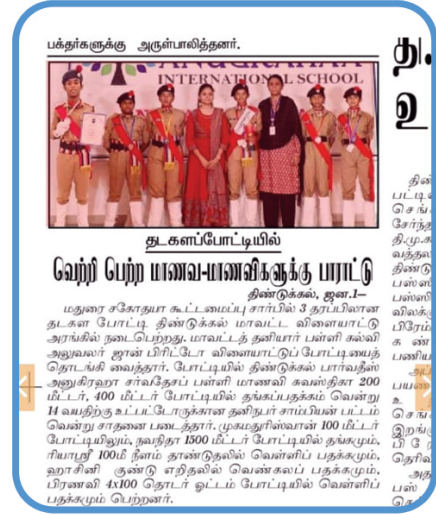 பக்தர்களுக்கு அருள்பாலித்தனர்.
ANUGRAHAA
INTERNATIONAL SCHOOL
தடகளப்போட்டியில்
வெற்றி பெற்ற மாணவ-மாணவிகளுக்கு பாராட்டு
திண்டுக்கல், ஜன.1–
மதுரை சகோதயா கூட்டமைப்பு சார்பில் 3 தரப்பிலான
தடகள போட்டி திண்டுக்கல் மாவட்ட விளையாட்டு
அரங்கில் நடைபெற்றது. மாவட்டத் தனியார் பள்ளி கல்வி
அலுவலர் ஜான் பிரிட்டோ விளையாட்டுப் போட்டியைத்
தொடங்கி வைத்தார். போட்டியில் திண்டுக்கல் பார்வதீஸ்
அனுகிரஹா சர்வதேசப் பள்ளி மாணவி சுவஸ்திகா 200
மீட்டர், 400 மீட்டர் போட்டியில் தங்கப்பதக்கம் வென்று
14 வயதிற்கு உட்பட்டோருக்கான தனிநபர் சாம்பியன் பட்டம்
வென்று சாதனை படைத்தார். முகமதுரிஸ்வான் 100 மீட்டர்
போட்டியிலும், நவநிதா 1500 மீட்டர் போட்டியில் தங்கமும்,
ரியாஸ்ரீ 100மீ நீளம் தாண்டுதலில் வெள்ளிப் பதக்கமும்,
ஹாசினி குண்டு எறிதலில் வெண்கலப் பதக்கமும்,
பிரணவி 4x100 தொடர் ஓட்டம் போட்டியில் வெள்ளிப்
பதக்கமும் பெற்றனர்.